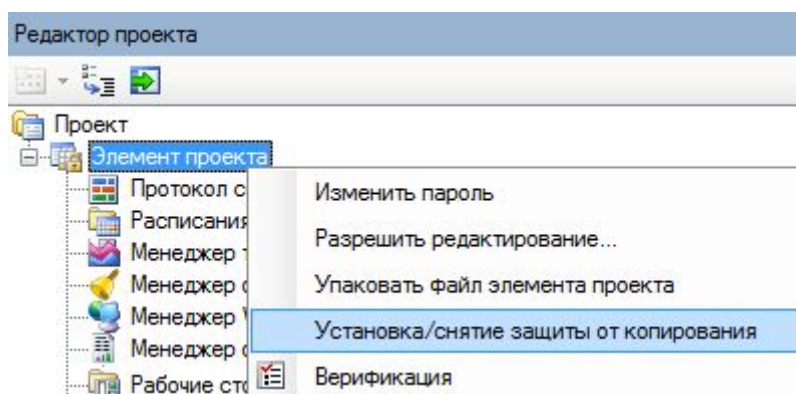 Редактор проекта
Проект
Элемент проекта
Протокол с
Изменить пароль
Расписания
Разрешить редактирование...
Менеджер т
Менеджер о
Упаковать файл элемента проекта
Менеджер
Установка/снятие защиты от копирования
Менеджер о
Рабочие сто
Верификация